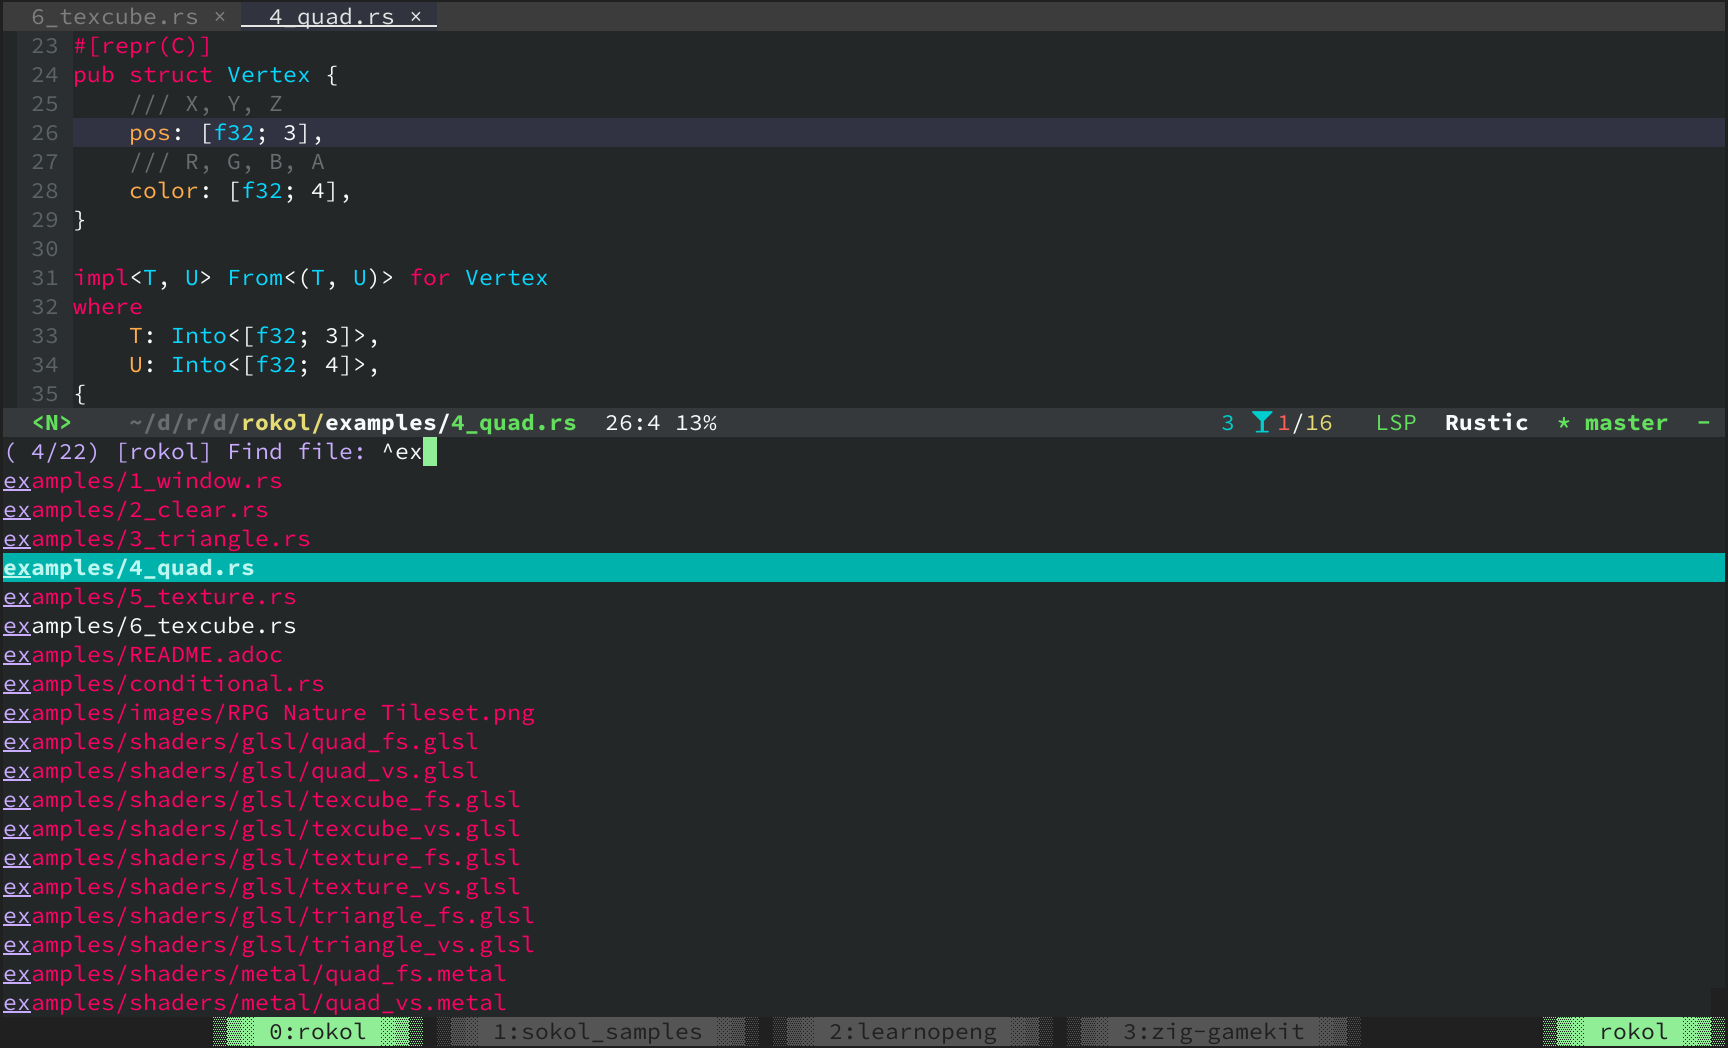 6_texcube.rs × 4_quad.rs ×
23 #[repr(C)]
24 pub struct Vertex {
25     /// X, Y, Z
26     pos: [f32; 3],
27     /// R, G, B, A
28     color: [f32; 4],
29 }
30
31 impl<T, U> From<(T, U)> for Vertex
32 where
33     T: Into<[f32; 3]>,
34     U: Into<[f32; 4]>,
35 {
<N> ~/d/r/d/rokol/examples/4_quad.rs 26:4 13% 3 1/16 LSP Rustic * master -
( 4/22) [rokol] Find file: ^ex
examples/1_window.rs
examples/2_clear.rs
examples/3_triangle.rs
examples/4_quad.rs
examples/5_texture.rs
examples/6_texcube.rs
examples/README.adoc
examples/conditional.rs
examples/images/RPG Nature Tileset.png
examples/shaders/glsl/quad_fs.glsl
examples/shaders/glsl/quad_vs.glsl
examples/shaders/glsl/texcube_fs.glsl
examples/shaders/glsl/texcube_vs.glsl
examples/shaders/glsl/texture_fs.glsl
examples/shaders/glsl/texture_vs.glsl
examples/shaders/glsl/triangle_fs.glsl
examples/shaders/glsl/triangle_vs.glsl
examples/shaders/metal/quad_fs.metal
examples/shaders/metal/quad_vs.metal
0:rokol 1:sokol_samples 2:learnopeng 3:zig-gamekit rokol